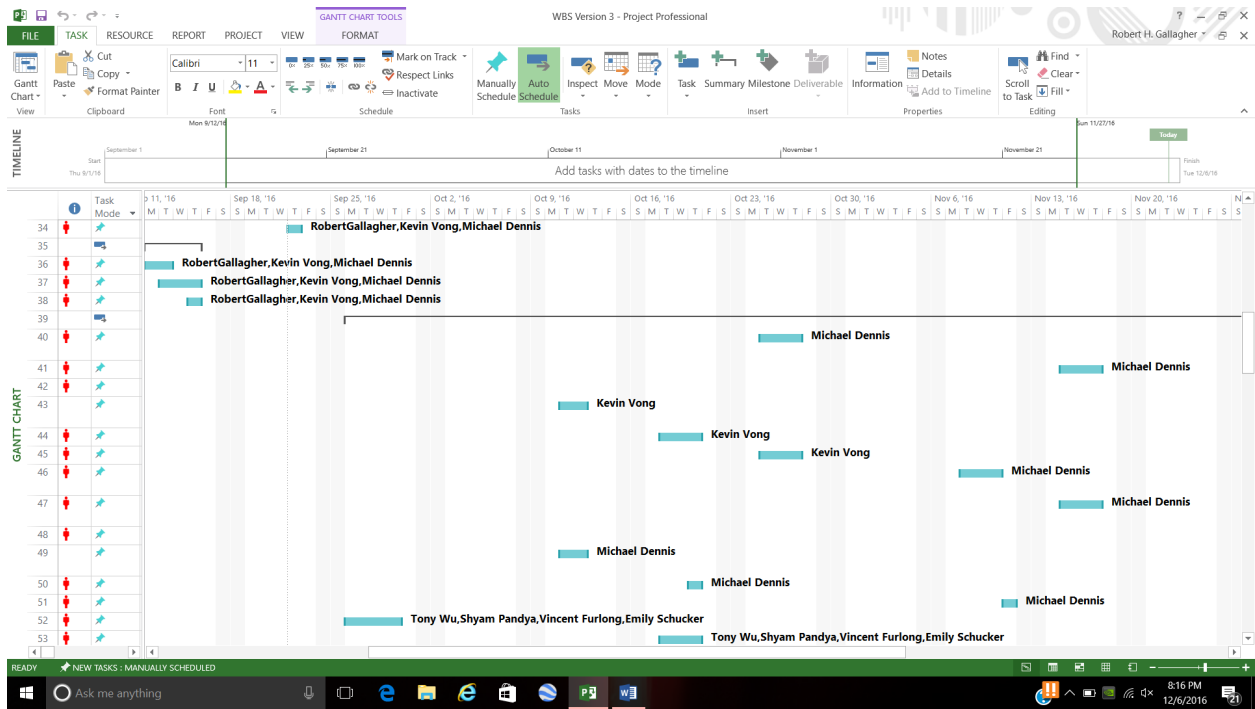 GANTT CHART TOOLS
WBS Version 3 - Project Professional
FILE TASK RESOURCE REPORT PROJECT VIEW FORMAT
Robert H. Gallagher
Gantt Chart
View
Paste
Cut
Copy
Format Painter
Clipboard
Calibri 11
B I U A
Font
0% 25% 50% 75% 100%
Mark on Track
Respect Links
Inactivate
Schedule
Manually Schedule
Auto Schedule
Inspect Move Mode
Tasks
Task Summary Milestone Deliverable
Insert
Information
Notes
Details
Add to Timeline
Properties
Scroll to Task
Find
Clear
Fill
Editing
TIMELINE
Mon 9/12/16
Sun 11/27/16
Today
September 1 September 21 October 11 November 1 November 21
Start
Thu 9/1/16
Add tasks with dates to the timeline
Finish
Tue 12/6/16
GANTT CHART
Task Mode
11, '16 Sep 18, '16 Sep 25, '16 Oct 2, '16 Oct 9, '16 Oct 16, '16 Oct 23, '16 Oct 30, '16 Nov 6, '16 Nov 13, '16 Nov 20, '16 N
M T W T F S S M T W T F S S M T W T F S S M T W T F S S M T W T F S S M T W T F S S M T W T F S S M T W T F S S M T W T F S S M T W T F S S M T W T F S S
34 RobertGallagher,Kevin Vong,Michael Dennis
35
36 RobertGallagher,Kevin Vong,Michael Dennis
37 RobertGallagher,Kevin Vong,Michael Dennis
38 RobertGallagher,Kevin Vong,Michael Dennis
39
40 Michael Dennis
41 Michael Dennis
42
43 Kevin Vong
44 Kevin Vong
45 Kevin Vong
46 Michael Dennis
47 Michael Dennis
48
49 Michael Dennis
50 Michael Dennis
51 Michael Dennis
52 Tony Wu,Shyam Pandya,Vincent Furlong,Emily Schucker
53 Tony Wu,Shyam Pandya,Vincent Furlong,Emily Schucker
READY NEW TASKS : MANUALLY SCHEDULED
Ask me anything
8:16 PM
12/6/2016
21